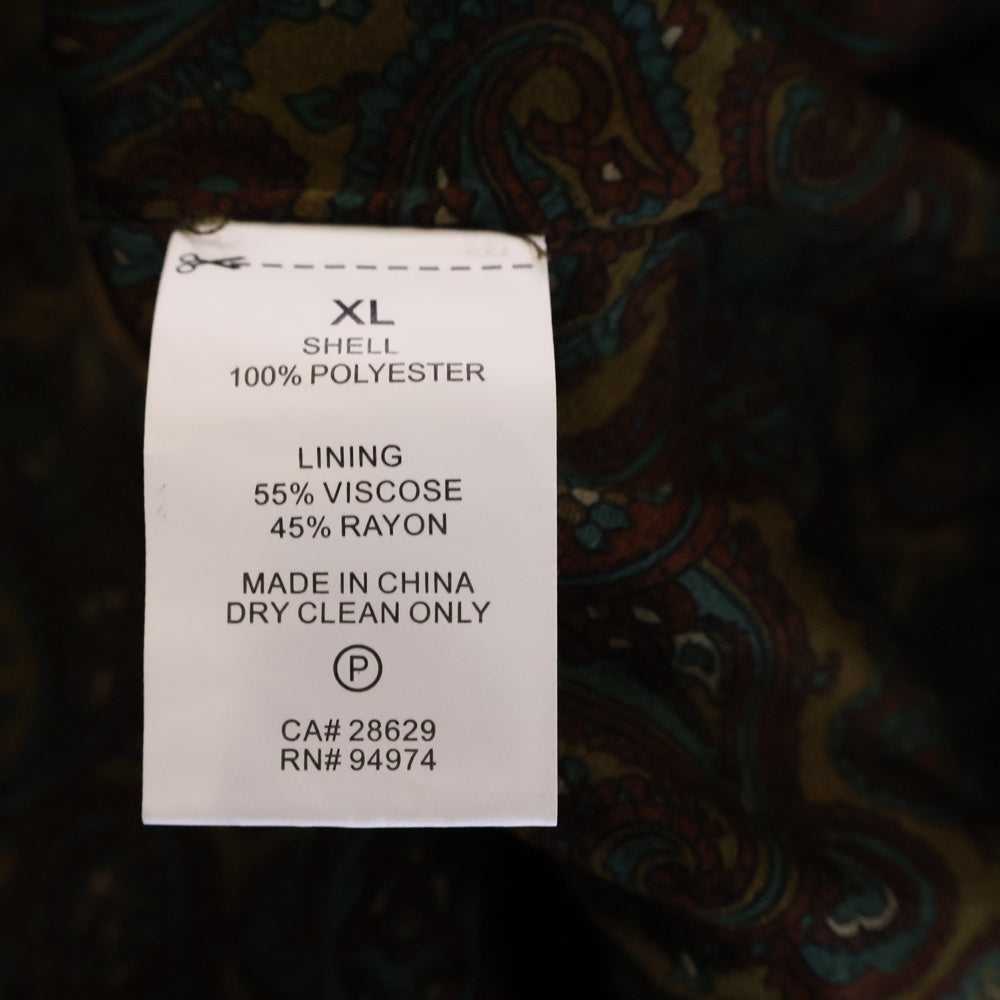 XL
SHELL
100% POLYESTER
LINING
55% VISCOSE
45% RAYON
MADE IN CHINA
DRY CLEAN ONLY
P
CA# 28629
RN# 94974